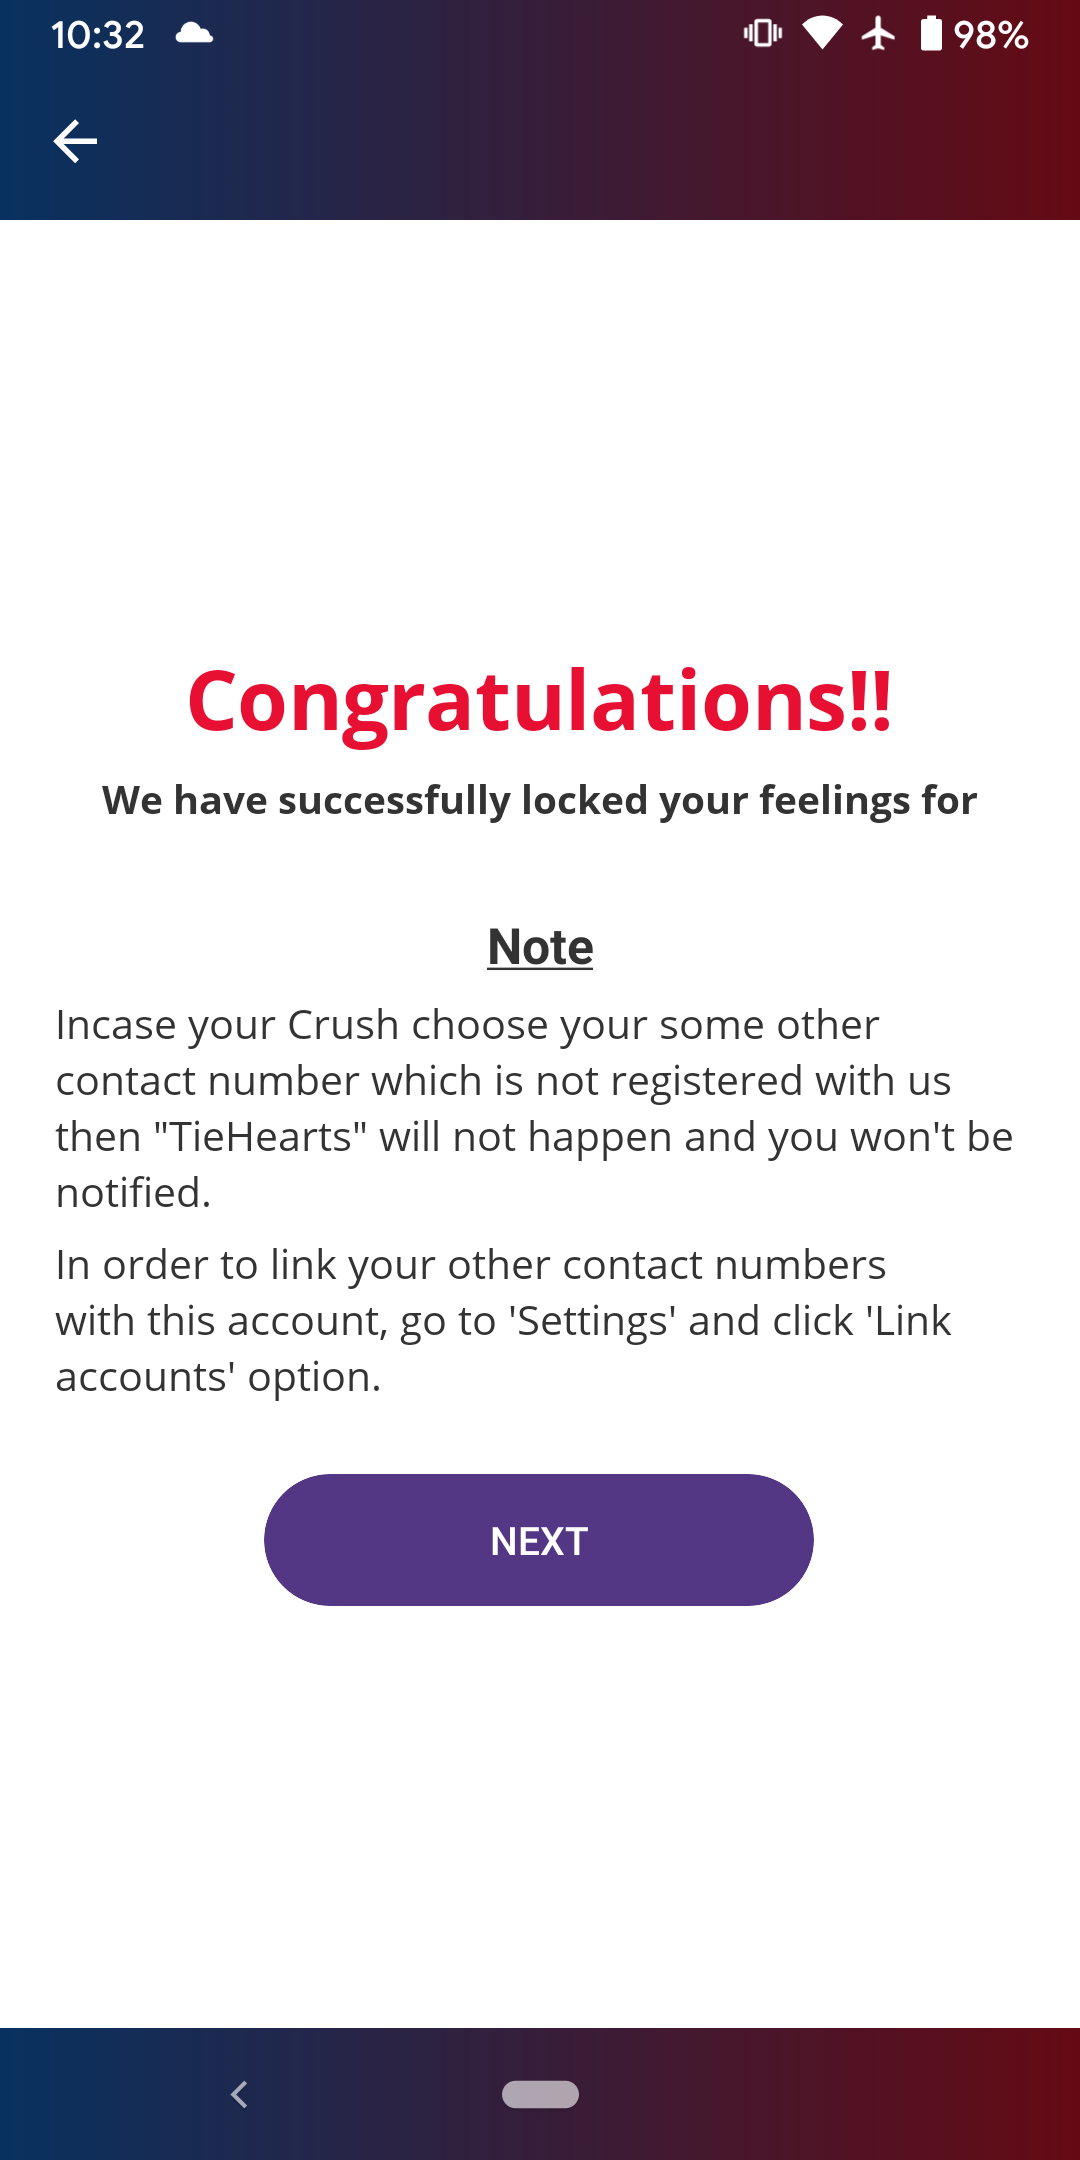 10:32
98%
Congratulations!!
We have successfully locked your feelings for
Note
Incase your Crush choose your some other
contact number which is not registered with us
then "TieHearts" will not happen and you won't be
notified.
In order to link your other contact numbers
with this account, go to 'Settings' and click 'Link
accounts' option.
NEXT